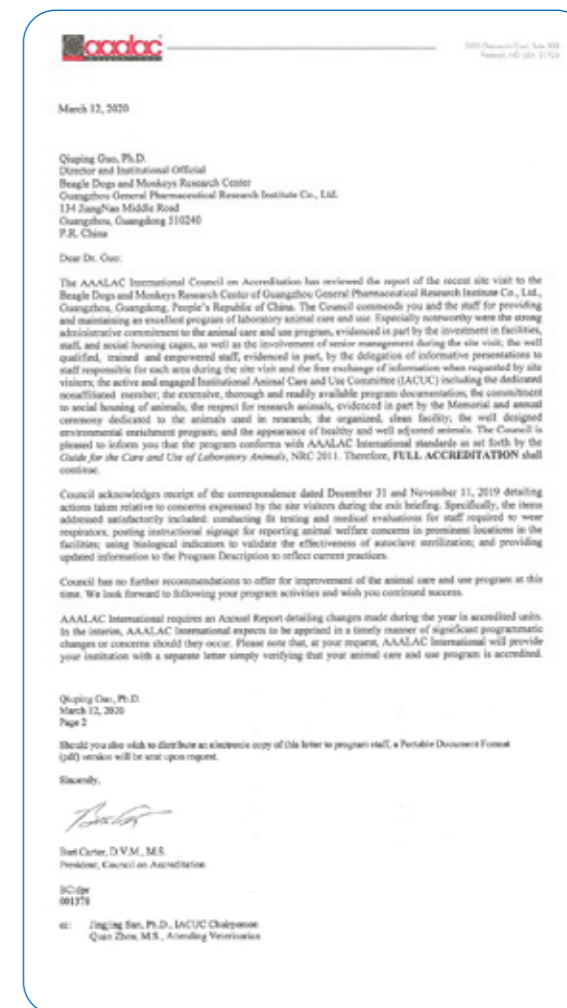 aaalac
March 12, 2020
Qiuping Guo, Ph.D.
Director and Institutional Official
Beagle Dogs and Monkeys Research Center
Guangzhou General Pharmaceutical Research Institute Co., Ltd.
134 JiangNan Middle Road
Guangzhou, Guangdong 510240
P.R. China
Dear Dr. Guo:
The AAALAC International Council on Accreditation has reviewed the report of the recent site visit to the
Beagle Dogs and Monkeys Research Center of Guangzhou General Pharmaceutical Research Institute Co., Ltd.,
Guangzhou, Guangdong, People's Republic of China. The Council commends you and the staff for providing
and maintaining an excellent program of laboratory animal care and use. Especially noteworthy were the strong
administrative commitment to the animal care and use program, evidenced in part by the investment in facilities,
staff, and social housing cages, as well as the involvement of senior management during the site visit; the well
qualified, trained and empowered staff, evidenced in part, by the delegation of informative presentations to
staff responsible for each area during the site visit and the free exchange of information when requested by site
visitors; the active and engaged Institutional Animal Care and Use Committee (IACUC) including the dedicated
nonaffiliated member; the extensive, thorough and readily available program documentation, the commitment
to social housing of animals, the respect for research animals, evidenced in part by the Memorial and annual
ceremony dedicated to the animals used in research; the organized, clean facility; the well designed
environmental enrichment program; and the appearance of healthy and well adjusted animals. The Council is
pleased to inform you that the program conforms with AAALAC International standards as set forth by the
Guide for the Care and Use of Laboratory Animals, NRC 2011. Therefore, FULL ACCREDITATION shall
continue.
Council acknowledges receipt of the correspondence dated December 31 and November 11, 2019 detailing
actions taken relative to concerns expressed by the site visitors during the exit briefing. Specifically, the items
addressed satisfactorily included: conducting fit testing and medical evaluations for staff required to wear
respirators, posting instructional signage for reporting animal welfare concerns in prominent locations in the
facilities; using biological indicators to validate the effectiveness of autoclave sterilization; and providing
updated information to the Program Description to reflect current practices.
Council has no further recommendations to offer for improvement of the animal care and use program at this
time. We look forward to following your program activities and wish you continued success.
AAALAC International requires an Annual Report detailing changes made during the year in accredited units.
In the interim, AAALAC International expects to be apprised in a timely manner of significant programmatic
changes or concerns should they occur. Please note that, at your request, AAALAC International will provide
your institution with a separate letter simply verifying that your animal care and use program is accredited.
Qiuping Guo, Ph.D.
March 12, 2020
Page 2
Should you also wish to distribute an electronic copy of this letter to program staff, a Portable Document Format
(pdf) version will be sent upon request.
Sincerely,
Bart Carter, D.V.M., M.S.
President, Council on Accreditation
BC/dpr
001378
cc: Jingjing Sun, Ph.D., IACUC Chairperson
Quan Zhou, M.S., Attending Veterinarian